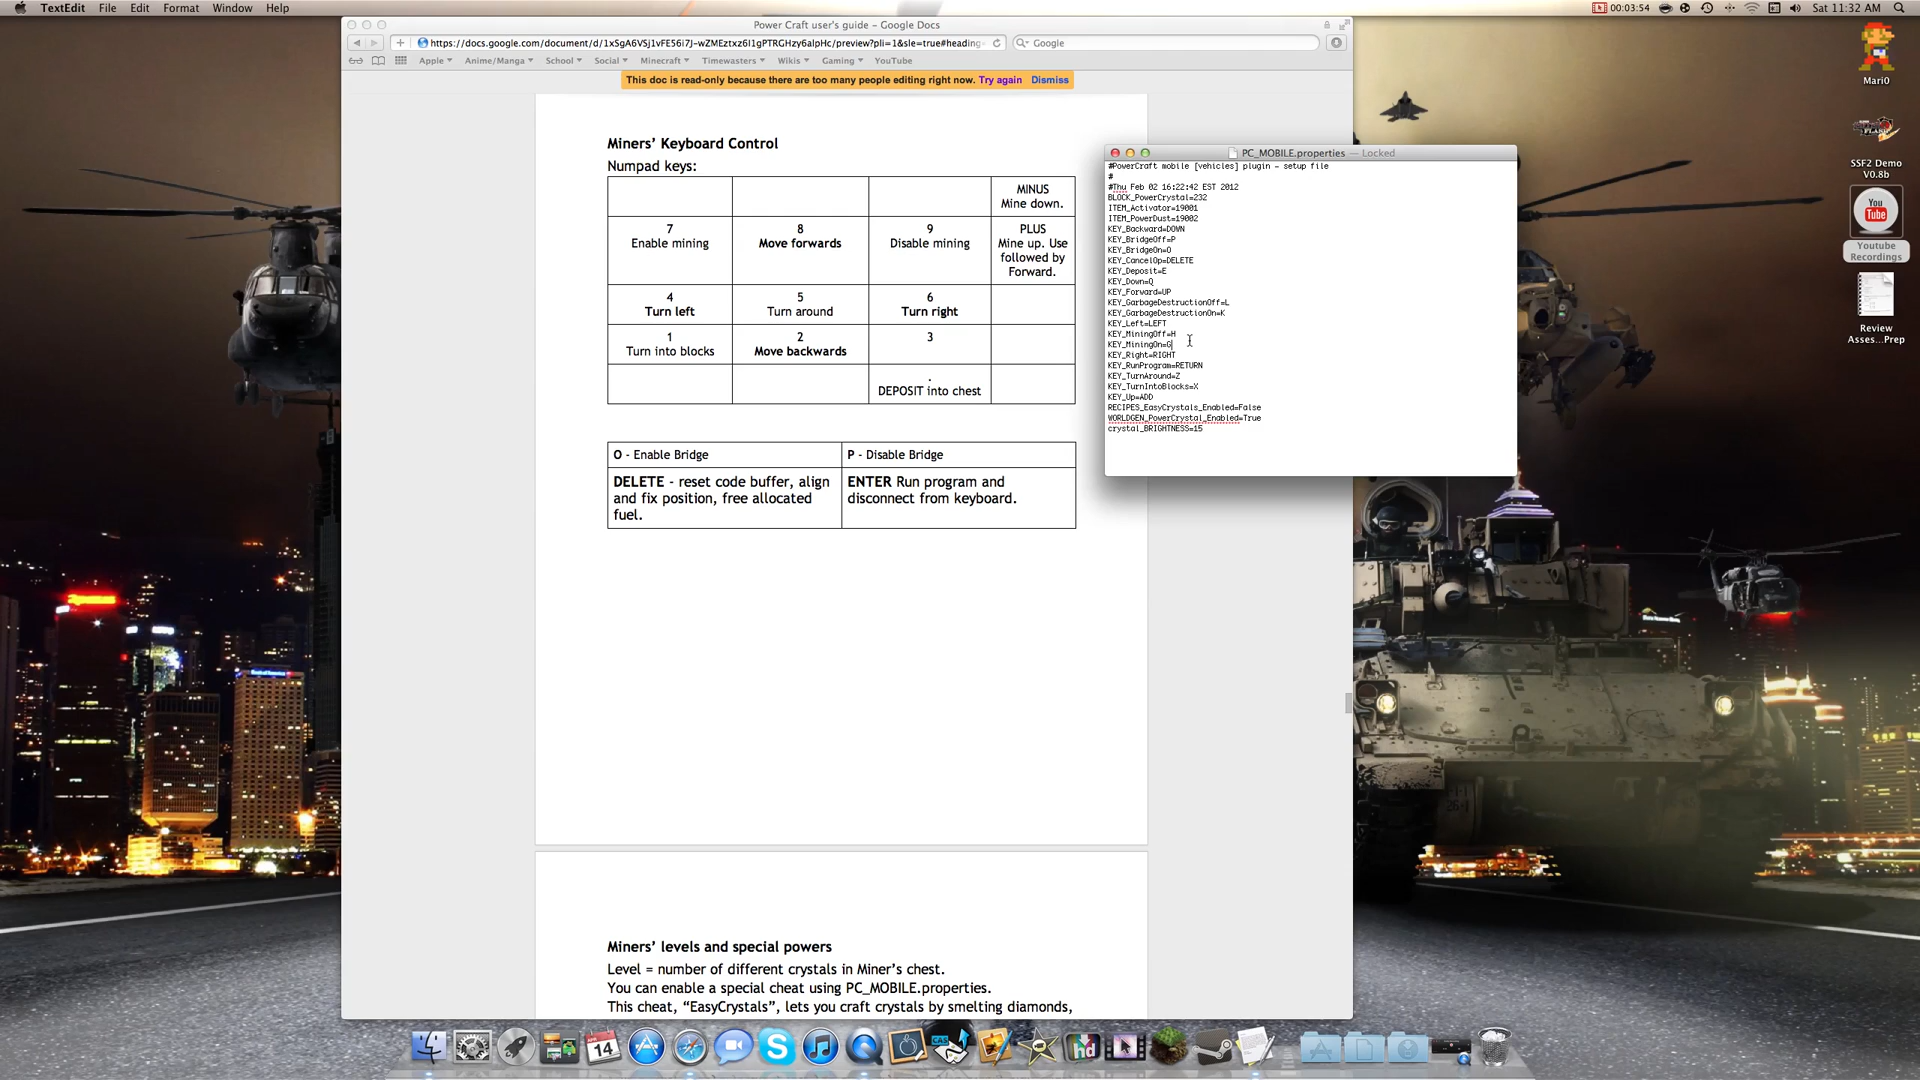 TextEdit File Edit Format Window Help
00:03:54
Sat 11:32 AM
Power Craft user's guide – Google Docs
https://docs.google.com/document/d/1xSgA6VSj1vFE56i7J-wZMEztxz6I1gPTRGHzy6alpHc/preview?pli=1&sle=true#heading
Google
Apple Anime/Manga School Social Minecraft Timewasters Wikis Gaming YouTube
This doc is read-only because there are too many people editing right now. Try again Dismiss
Miners' Keyboard Control
Numpad keys:
MINUS
Mine down.
7
Enable mining
8
Move forwards
9
Disable mining
PLUS
Mine up. Use
followed by
Forward.
4
Turn left
5
Turn around
6
Turn right
1
Turn into blocks
2
Move backwards
3
.
DEPOSIT into chest
O - Enable Bridge
P - Disable Bridge
DELETE - reset code buffer, align
and fix position, free allocated
fuel.
ENTER Run program and
disconnect from keyboard.
Miners' levels and special powers
Level = number of different crystals in Miner's chest.
You can enable a special cheat using PC_MOBILE.properties.
This cheat, “EasyCrystals”, lets you craft crystals by smelting diamonds,
PC_MOBILE.properties — Locked
#PowerCraft mobile [vehicles] plugin - setup file
#
#Thu Feb 02 16:22:42 EST 2012
BLOCK_PowerCrystal=232
ITEM_Activator=19001
ITEM_PowerDust=19002
KEY_Backward=DOWN
KEY_BridgeOff=P
KEY_BridgeOn=O
KEY_CancelOp=DELETE
KEY_Deposit=E
KEY_Down=Q
KEY_Forward=UP
KEY_GarbageDestructionOff=L
KEY_GarbageDestructionOn=K
KEY_Left=LEFT
KEY_MiningOff=H
KEY_MiningOn=G
KEY_Right=RIGHT
KEY_RunProgram=RETURN
KEY_TurnAround=Z
KEY_TurnIntoBlocks=X
KEY_Up=ADD
RECIPES_EasyCrystals_Enabled=False
WORLDGEN_PowerCrystal_Enabled=True
crystal_BRIGHTNESS=15
Mari0
SSF2 Demo
V0.8b
You
Tube
Youtube
Recordings
Review
Asses...Prep
14